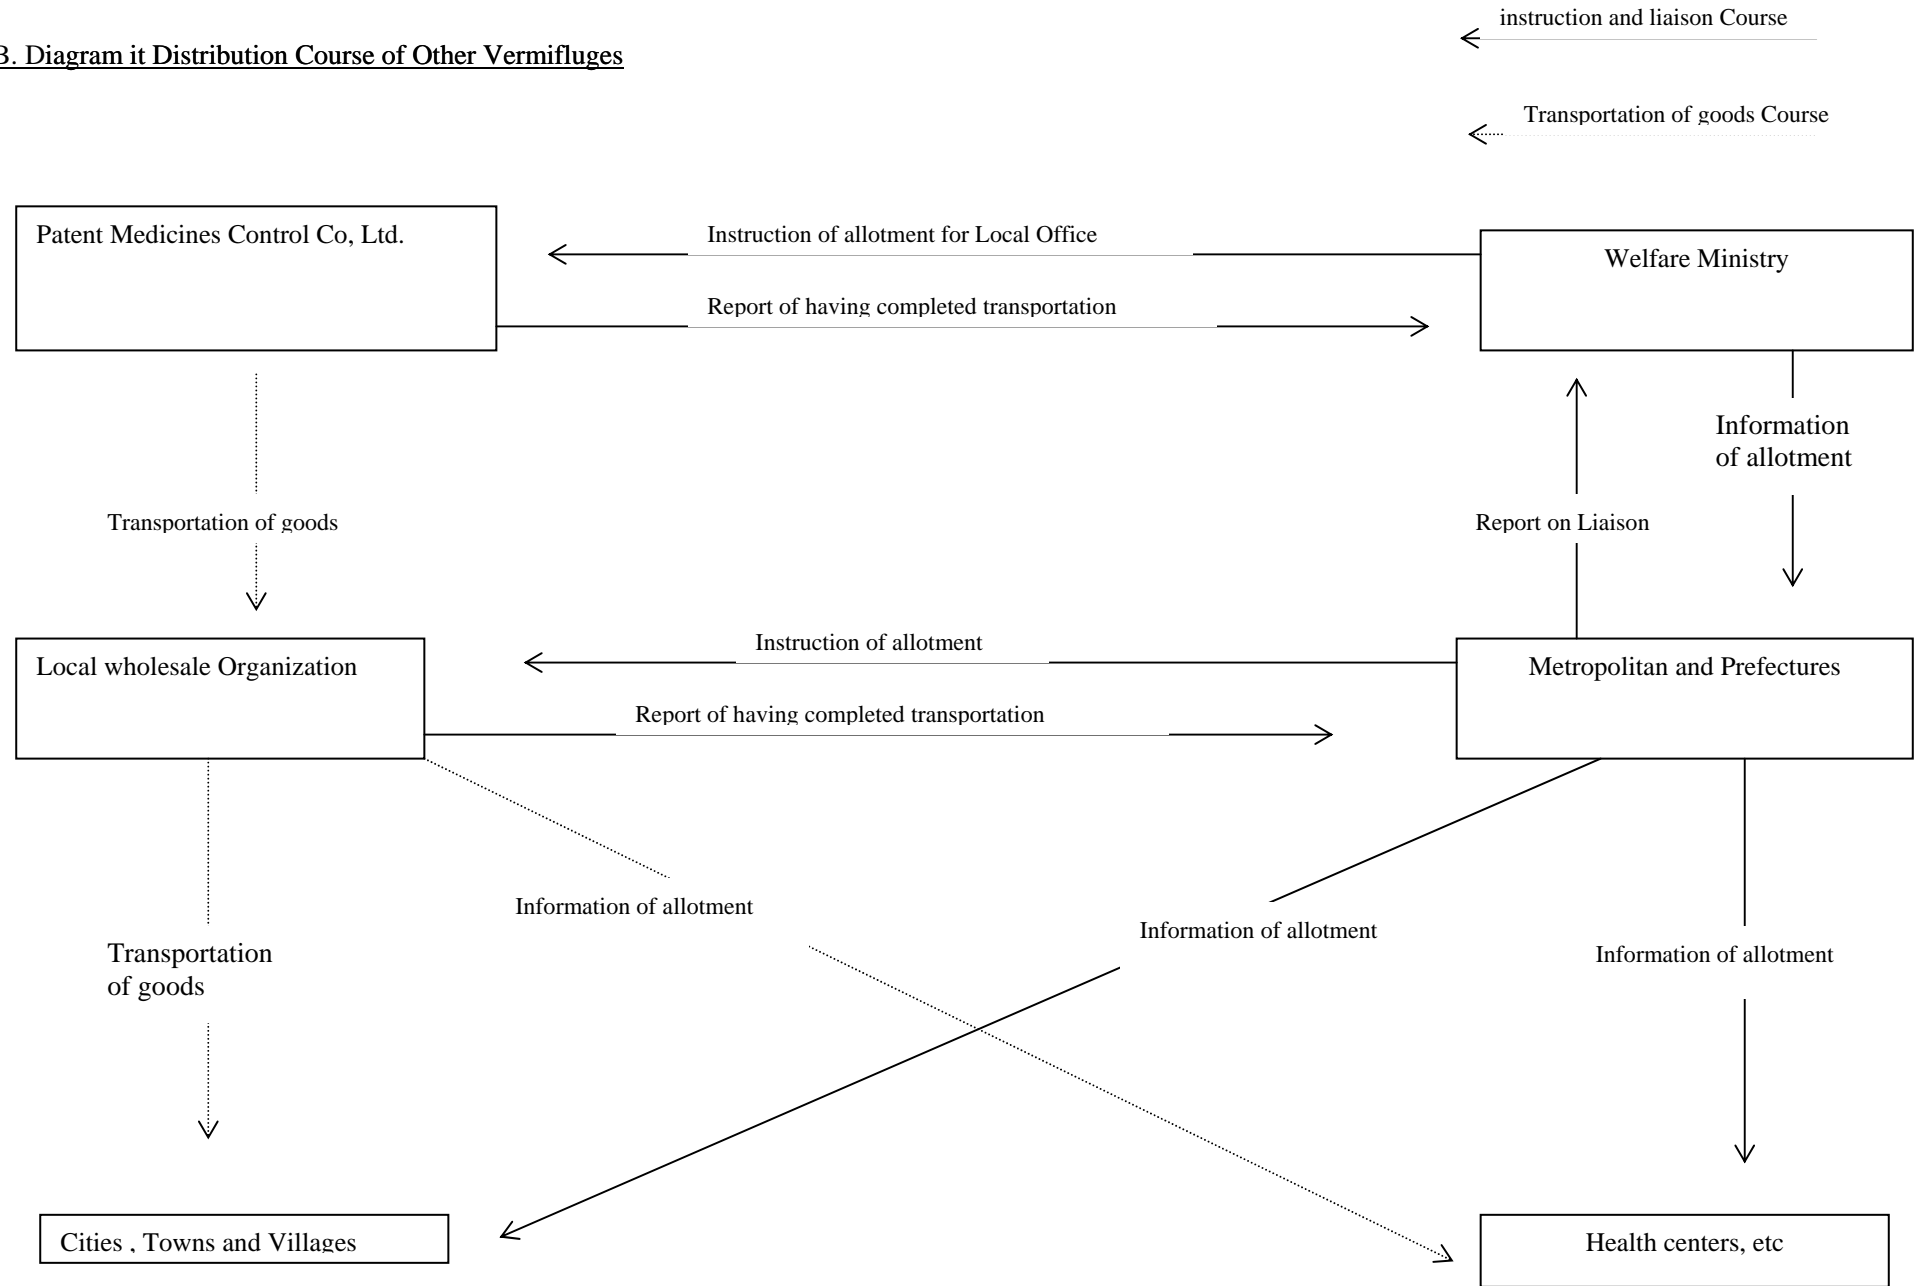 instruction and liaison Course
B. Diagram it Distribution Course of Other Vermifluges
Transportation of goods Course
Patent Medicines Control Co, Ltd.
Instruction of allotment for Local Office
Welfare Ministry
Report of having completed transportation
Information
of allotment
Transportation of goods
Report on Liaison
Instruction of allotment
Local wholesale Organization
Metropolitan and Prefectures
Report of having completed transportation
Information of allotment
Information of allotment
Transportation
of goods
Information of allotment
Cities , Towns and Villages
Health centers, etc